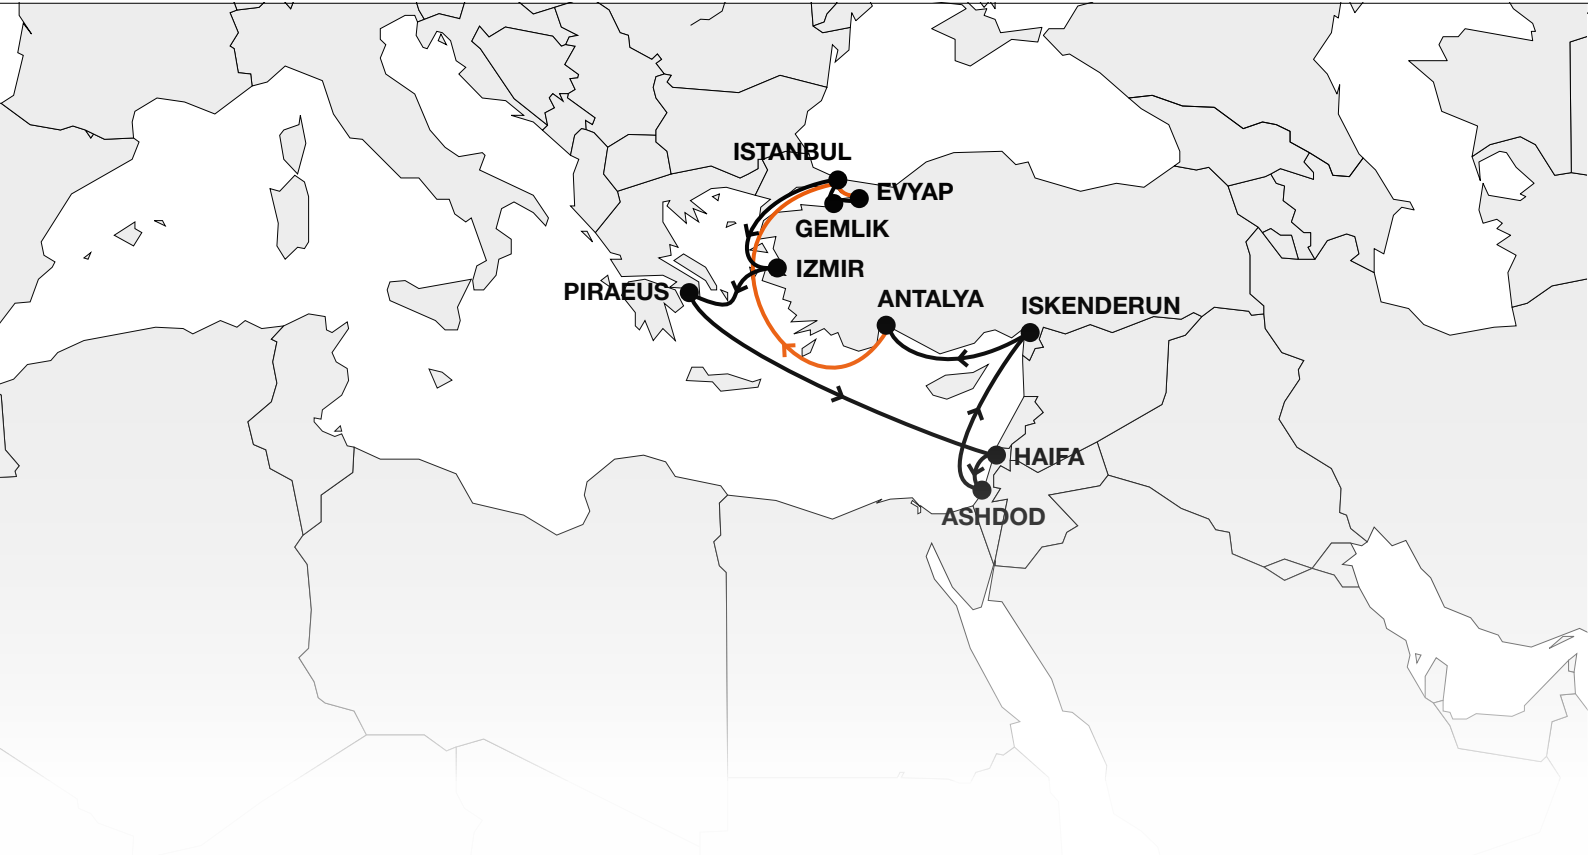 ISTANBUL
EVYAP
GEMLIK
IZMIR
PIRAEUS
ANTALYA
ISKENDERUN
HAIFA
ASHDOD